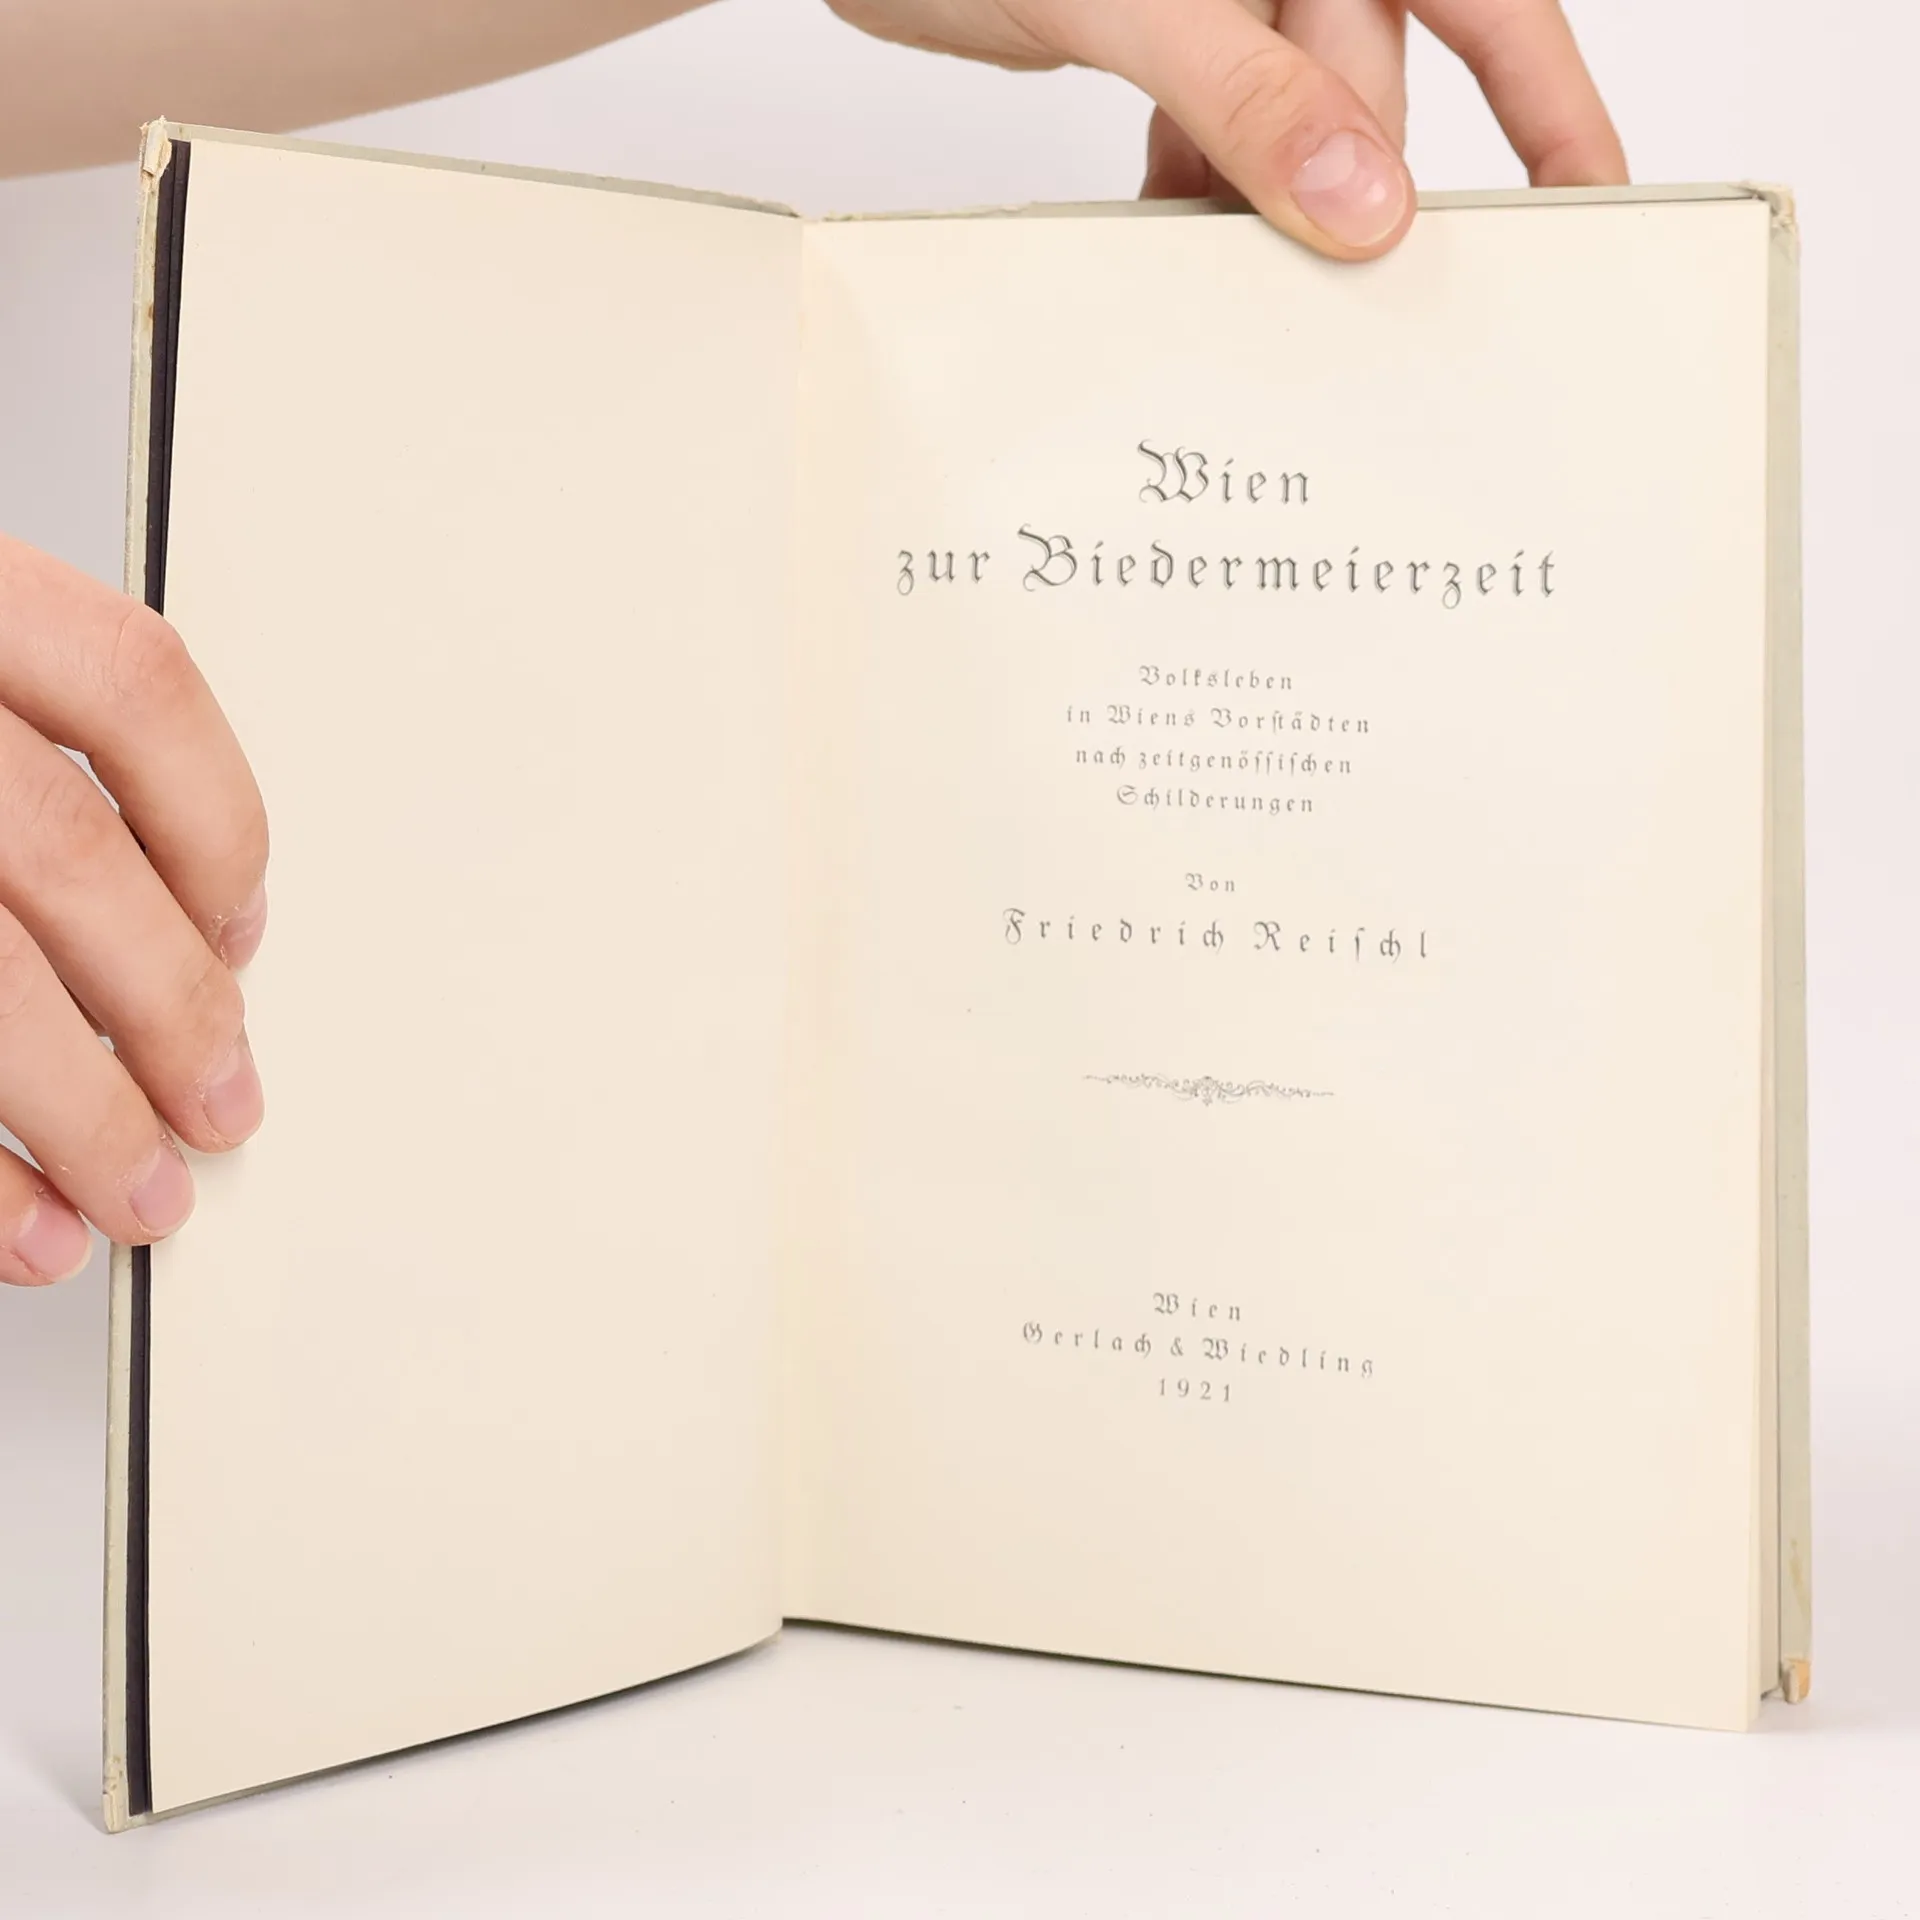 Wien
zur Biedermeierzeit
Volksleben
in Wiens Vorſtädten
nach zeitgenöſſiſchen
Schilderungen
Von
Friedrich Reiſchl
Wien
Gerlach & Wiedling
1921